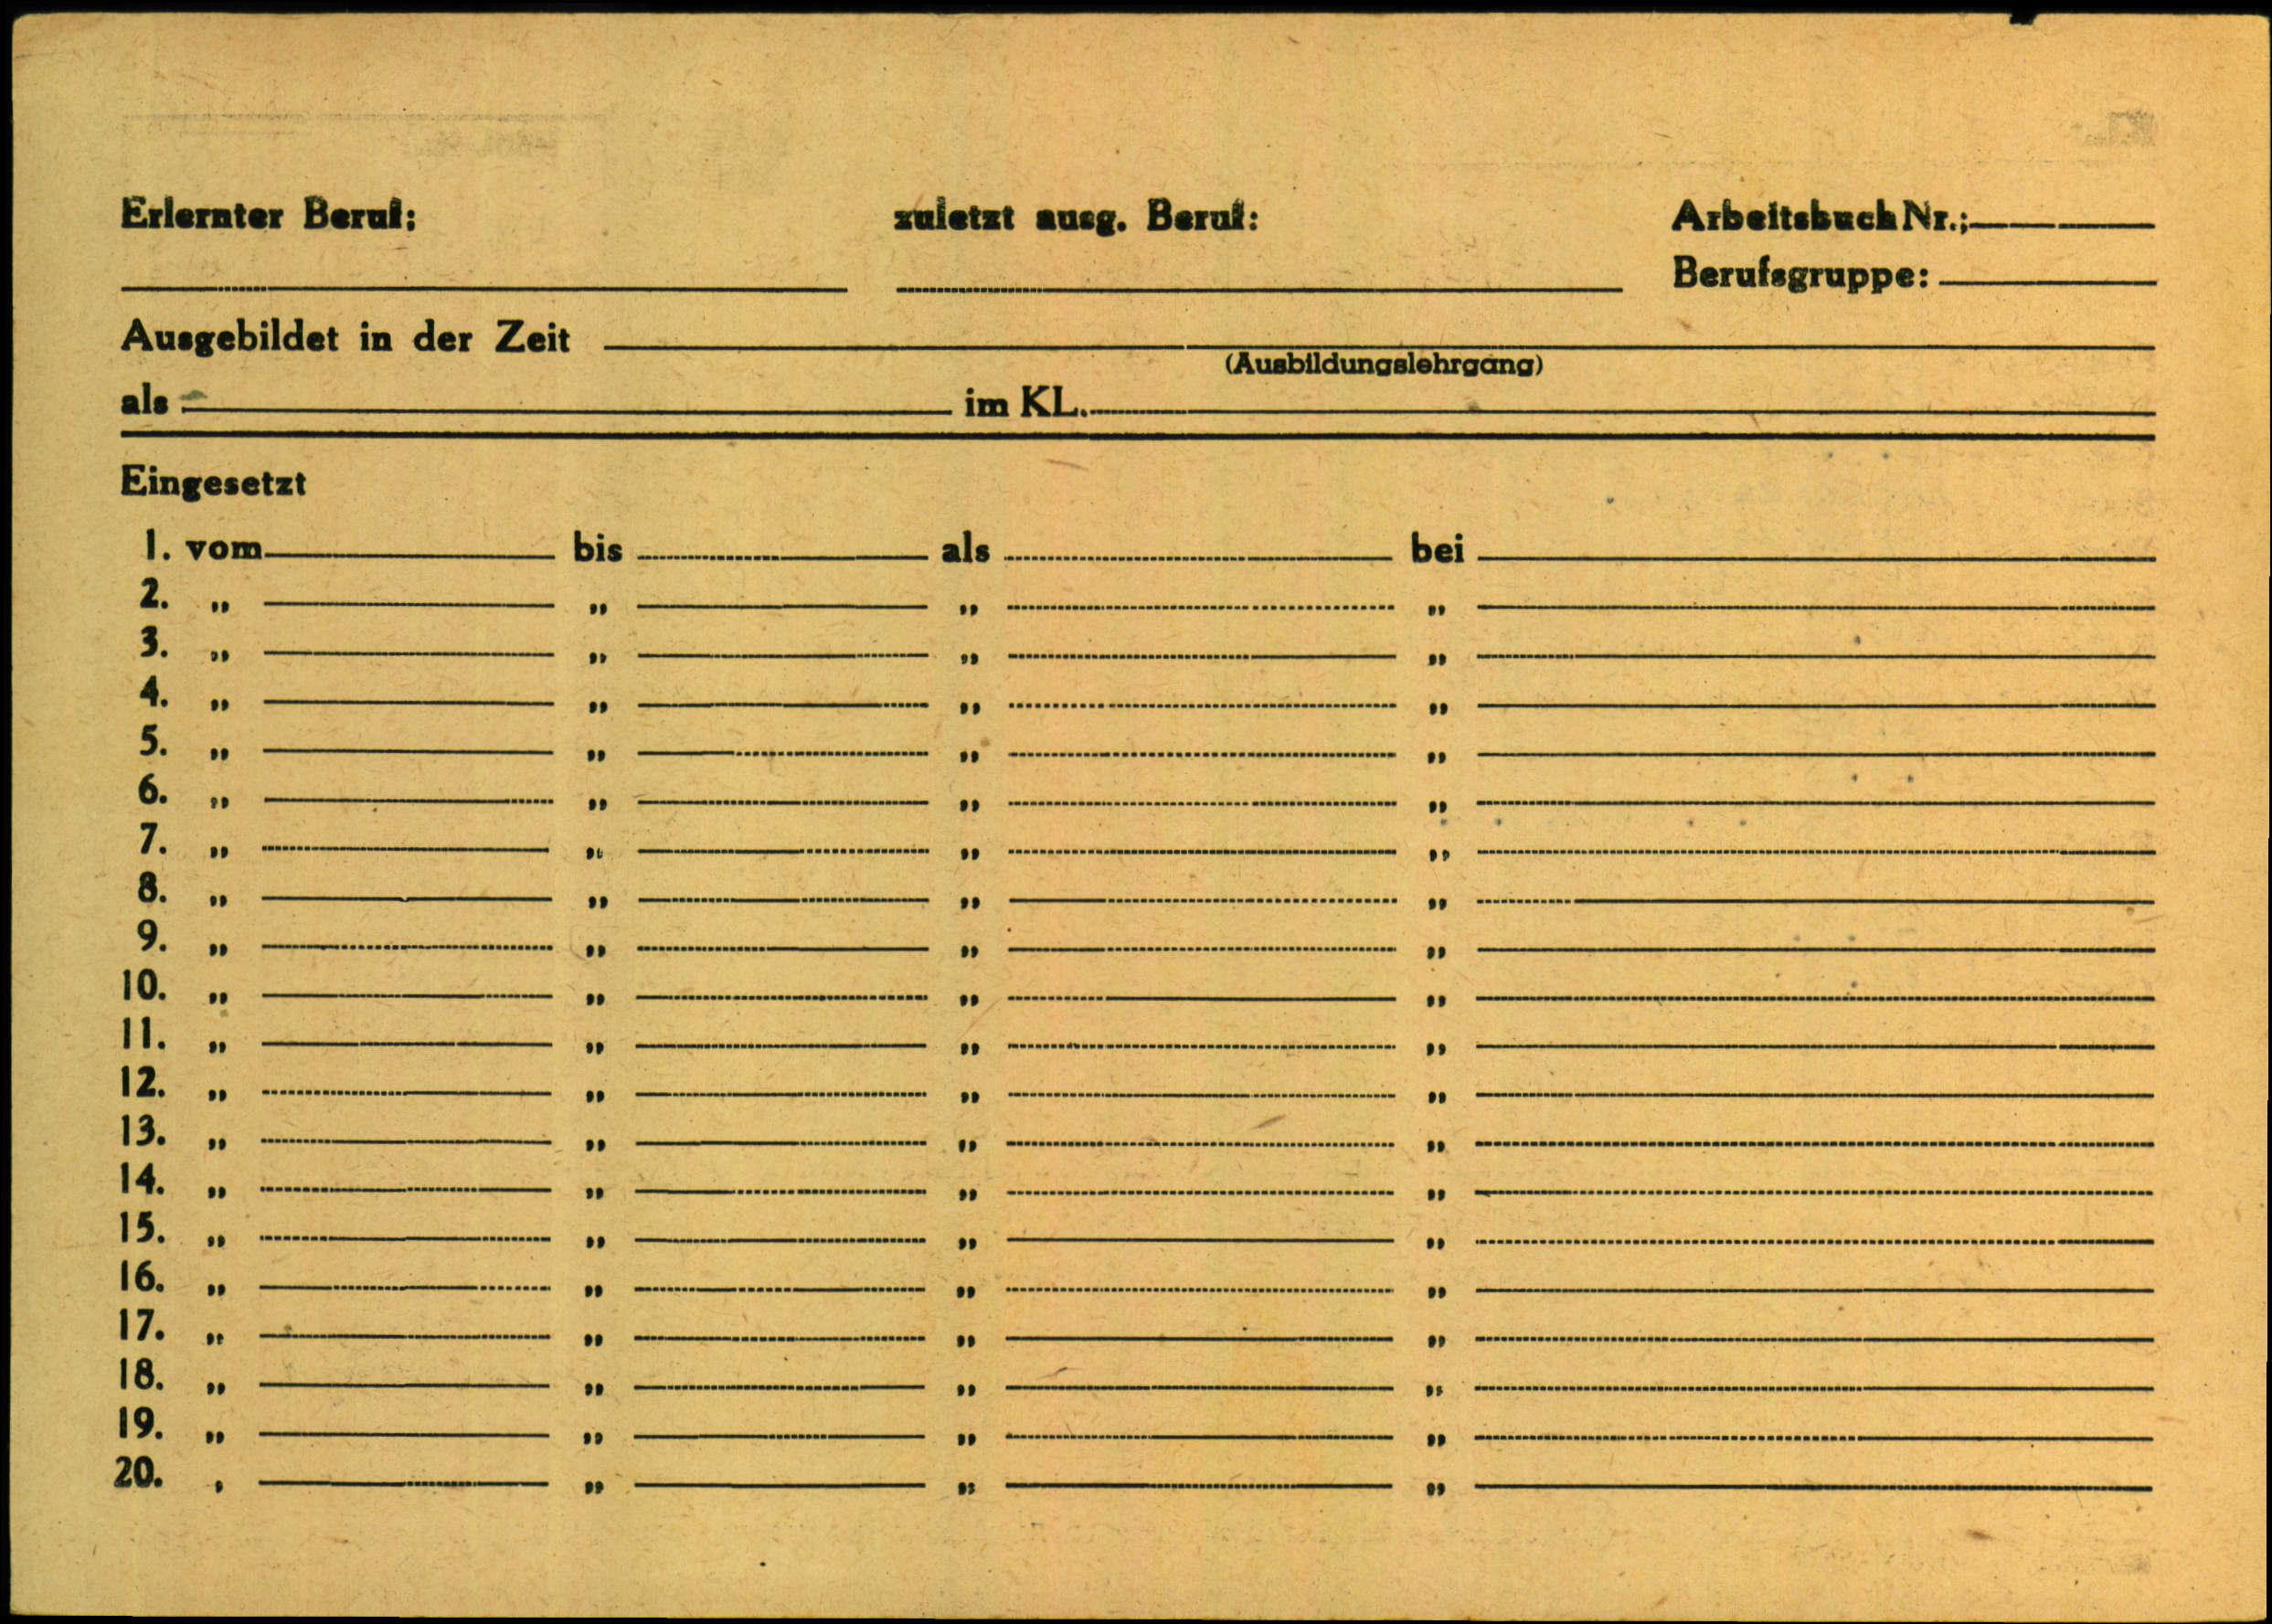 Erlernter Beruf: zuletzt ausg. Beruf: Arbeitsbuch Nr.:
Berufsgruppe:
Ausgebildet in der Zeit
(Ausbildungslehrgang)
als im KL.
Eingesetzt
1. vom bis als bei
2. „ „ „ „
3. „ „ „ „
4. „ „ „ „
5. „ „ „ „
6. „ „ „ „
7. „ „ „ „
8. „ „ „ „
9. „ „ „ „
10. „ „ „ „
11. „ „ „ „
12. „ „ „ „
13. „ „ „ „
14. „ „ „ „
15. „ „ „ „
16. „ „ „ „
17. „ „ „ „
18. „ „ „ „
19. „ „ „ „
20. , „ „ „